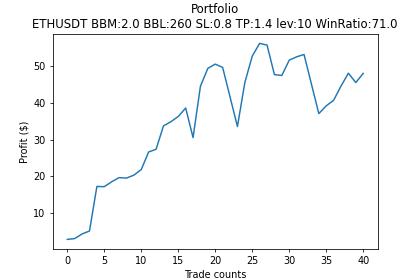 Portfolio
ETHUSDT BBM:2.0 BBL:260 SL:0.8 TP:1.4 lev:10 WinRatio:71.0
50
40
30
20
10
Profit ($)
0 5 10 15 20 25 30 35 40
Trade counts